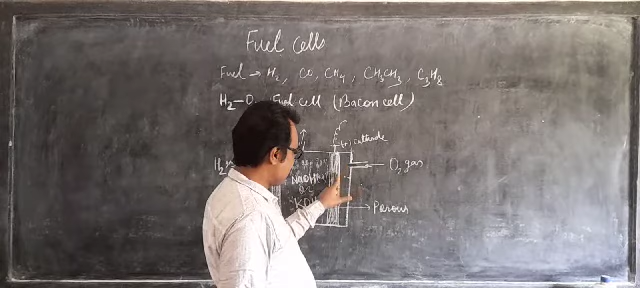 Fuel Cells
Fuel → H₂, CO, CH₄, CH₃CH₃, C₃H₈
H₂-O₂ Fuel cell (Bacon cell)
(+) cathode
H₂
O₂ gas
NaOH
KOH
→ Porous